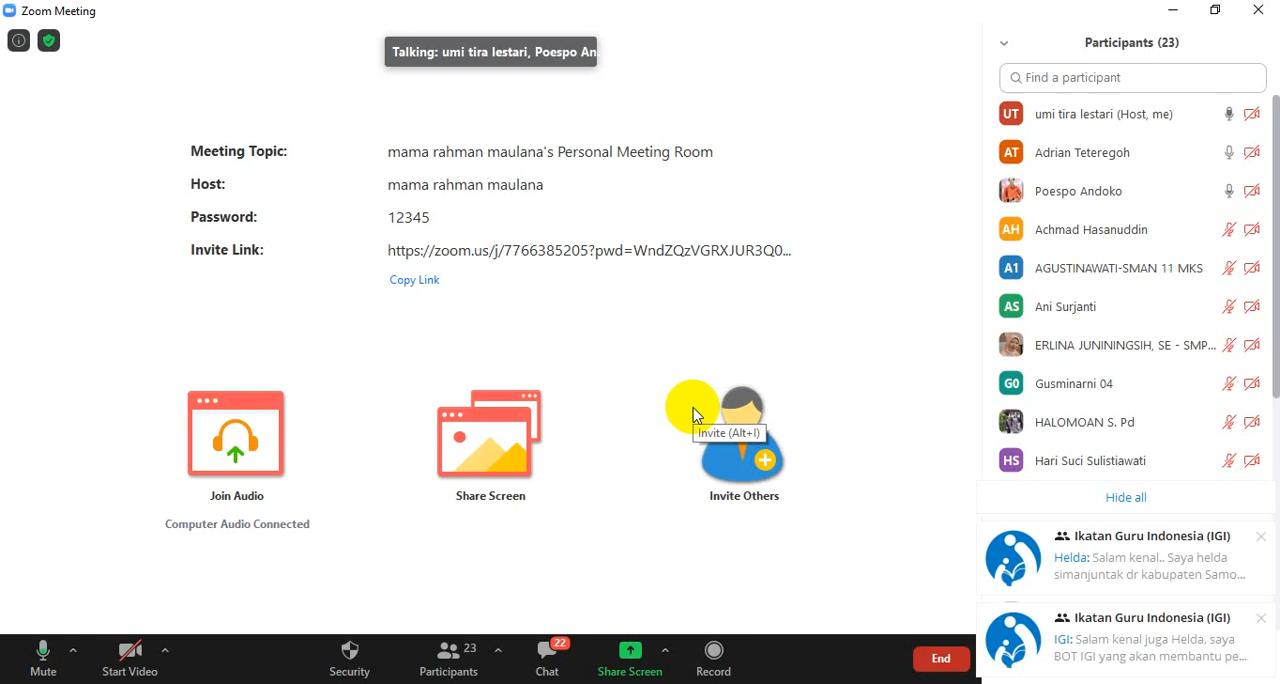 Zoom Meeting
Talking: umi tira lestari, Poespo An
Meeting Topic: mama rahman maulana's Personal Meeting Room
Host: mama rahman maulana
Password: 12345
Invite Link: https://zoom.us/j/7766385205?pwd=WndZQzVGRXJUR3Q0...
Copy Link
Join Audio
Computer Audio Connected
Share Screen
Invite (Alt+I)
Invite Others
Participants (23)
Find a participant
UT umi tira lestari (Host, me)
AT Adrian Teteregoh
Poespo Andoko
AH Achmad Hasanuddin
A1 AGUSTINAWATI-SMAN 11 MKS
AS Ani Surjanti
ERLINA JUNININGSIH, SE - SMP...
G0 Gusminarni 04
HALOMOAN S. Pd
HS Hari Suci Sulistiawati
Hide all
Ikatan Guru Indonesia (IGI)
Helda: Salam kenal.. Saya helda
simanjuntak dr kabupaten Samo...
Ikatan Guru Indonesia (IGI)
IGI: Salam kenal juga Helda, saya
BOT IGI yang akan membantu pe...
Mute
Start Video
Security
23
Participants
22
Chat
Share Screen
Record
End